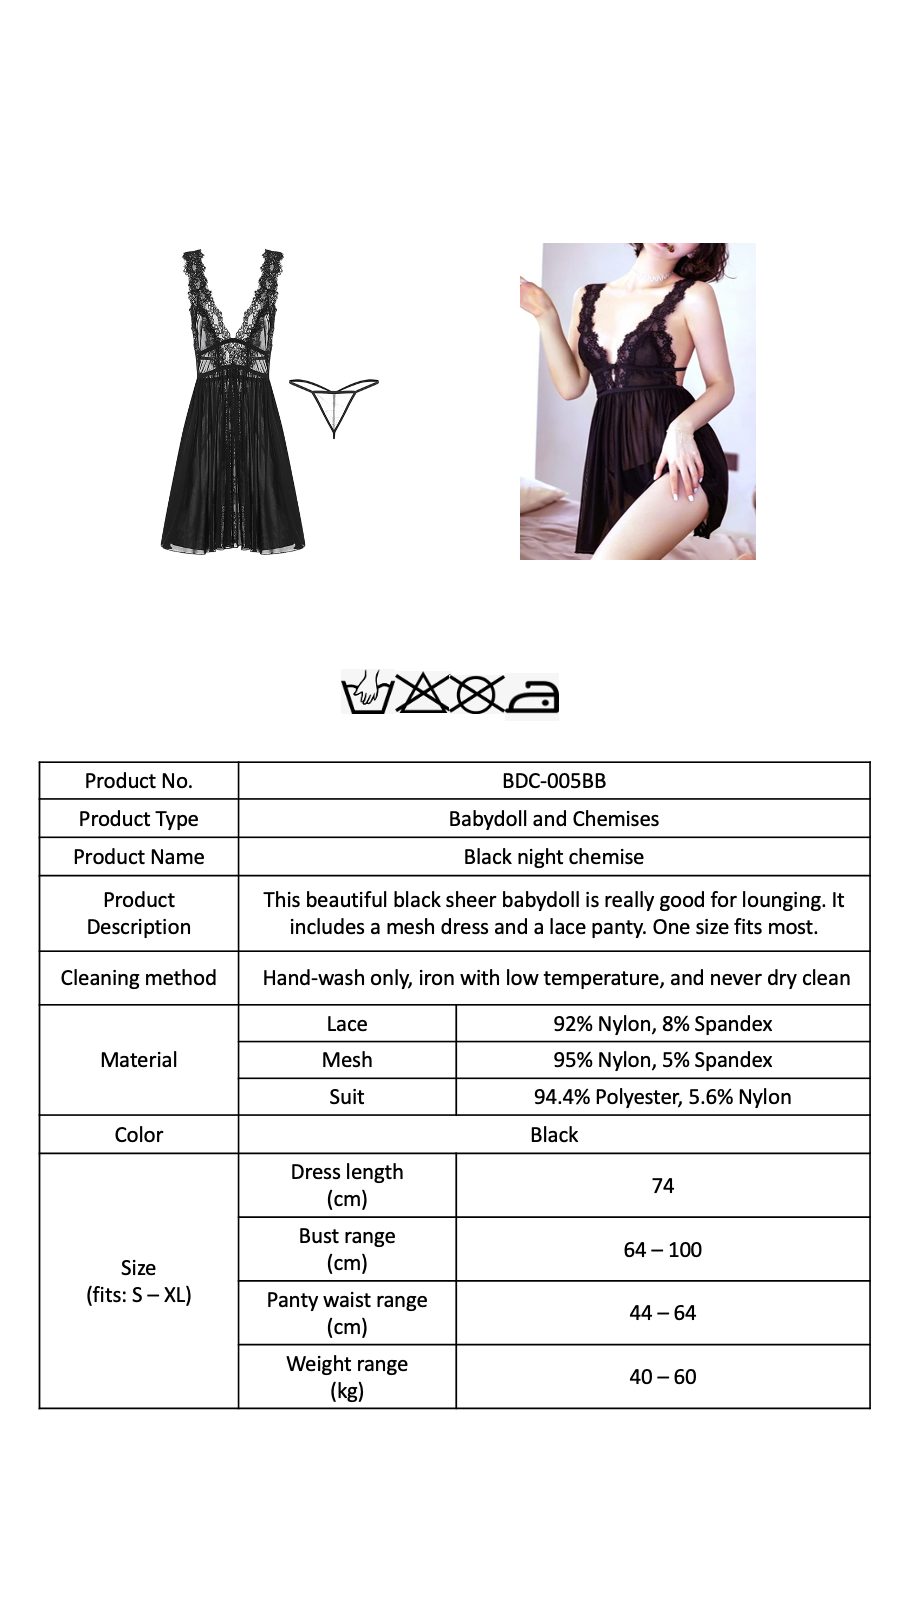 Product No.
BDC-005BB
Product Type
Babydoll and Chemises
Product Name
Black night chemise
Product
Description
This beautiful black sheer babydoll is really good for lounging. It
includes a mesh dress and a lace panty. One size fits most.
Cleaning method
Hand-wash only, iron with low temperature, and never dry clean
Material
Lace
92% Nylon, 8% Spandex
Mesh
95% Nylon, 5% Spandex
Suit
94.4% Polyester, 5.6% Nylon
Color
Black
Size
(fits: S – XL)
Dress length
(cm)
74
Bust range
(cm)
64 – 100
Panty waist range
(cm)
44 – 64
Weight range
(kg)
40 – 60